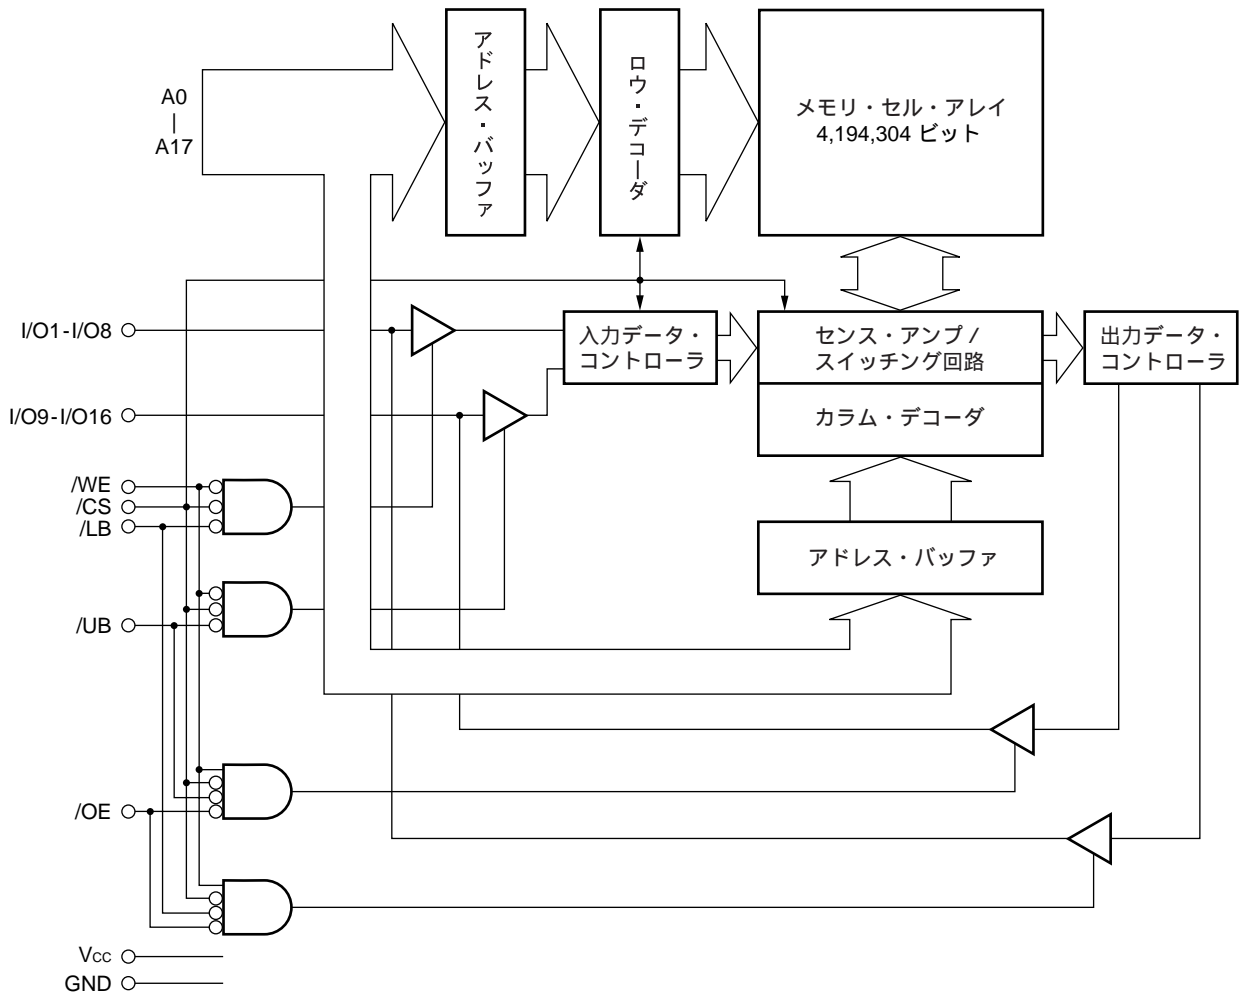 A0
|
A17
アドレス・バッファ
ロウ・デコーダ
メモリ・セル・アレイ
4,194,304 ビット
I/O1-I/O8
入力データ・
コントローラ
センス・アンプ /
スイッチング回路
出力データ・
コントローラ
I/O9-I/O16
カラム・デコーダ
/WE
/CS
/LB
アドレス・バッファ
/UB
/OE
Vcc
GND